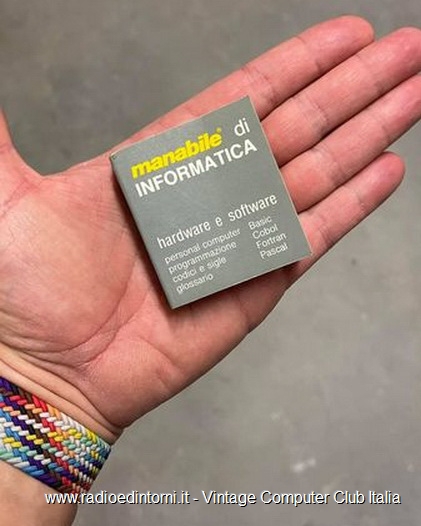 manabile® di
INFORMATICA
hardware e software
personal computer Basic
programmazione Cobol
codici e sigle Fortran
glossario Pascal
www.radioedintorni.it - Vintage Computer Club Italia